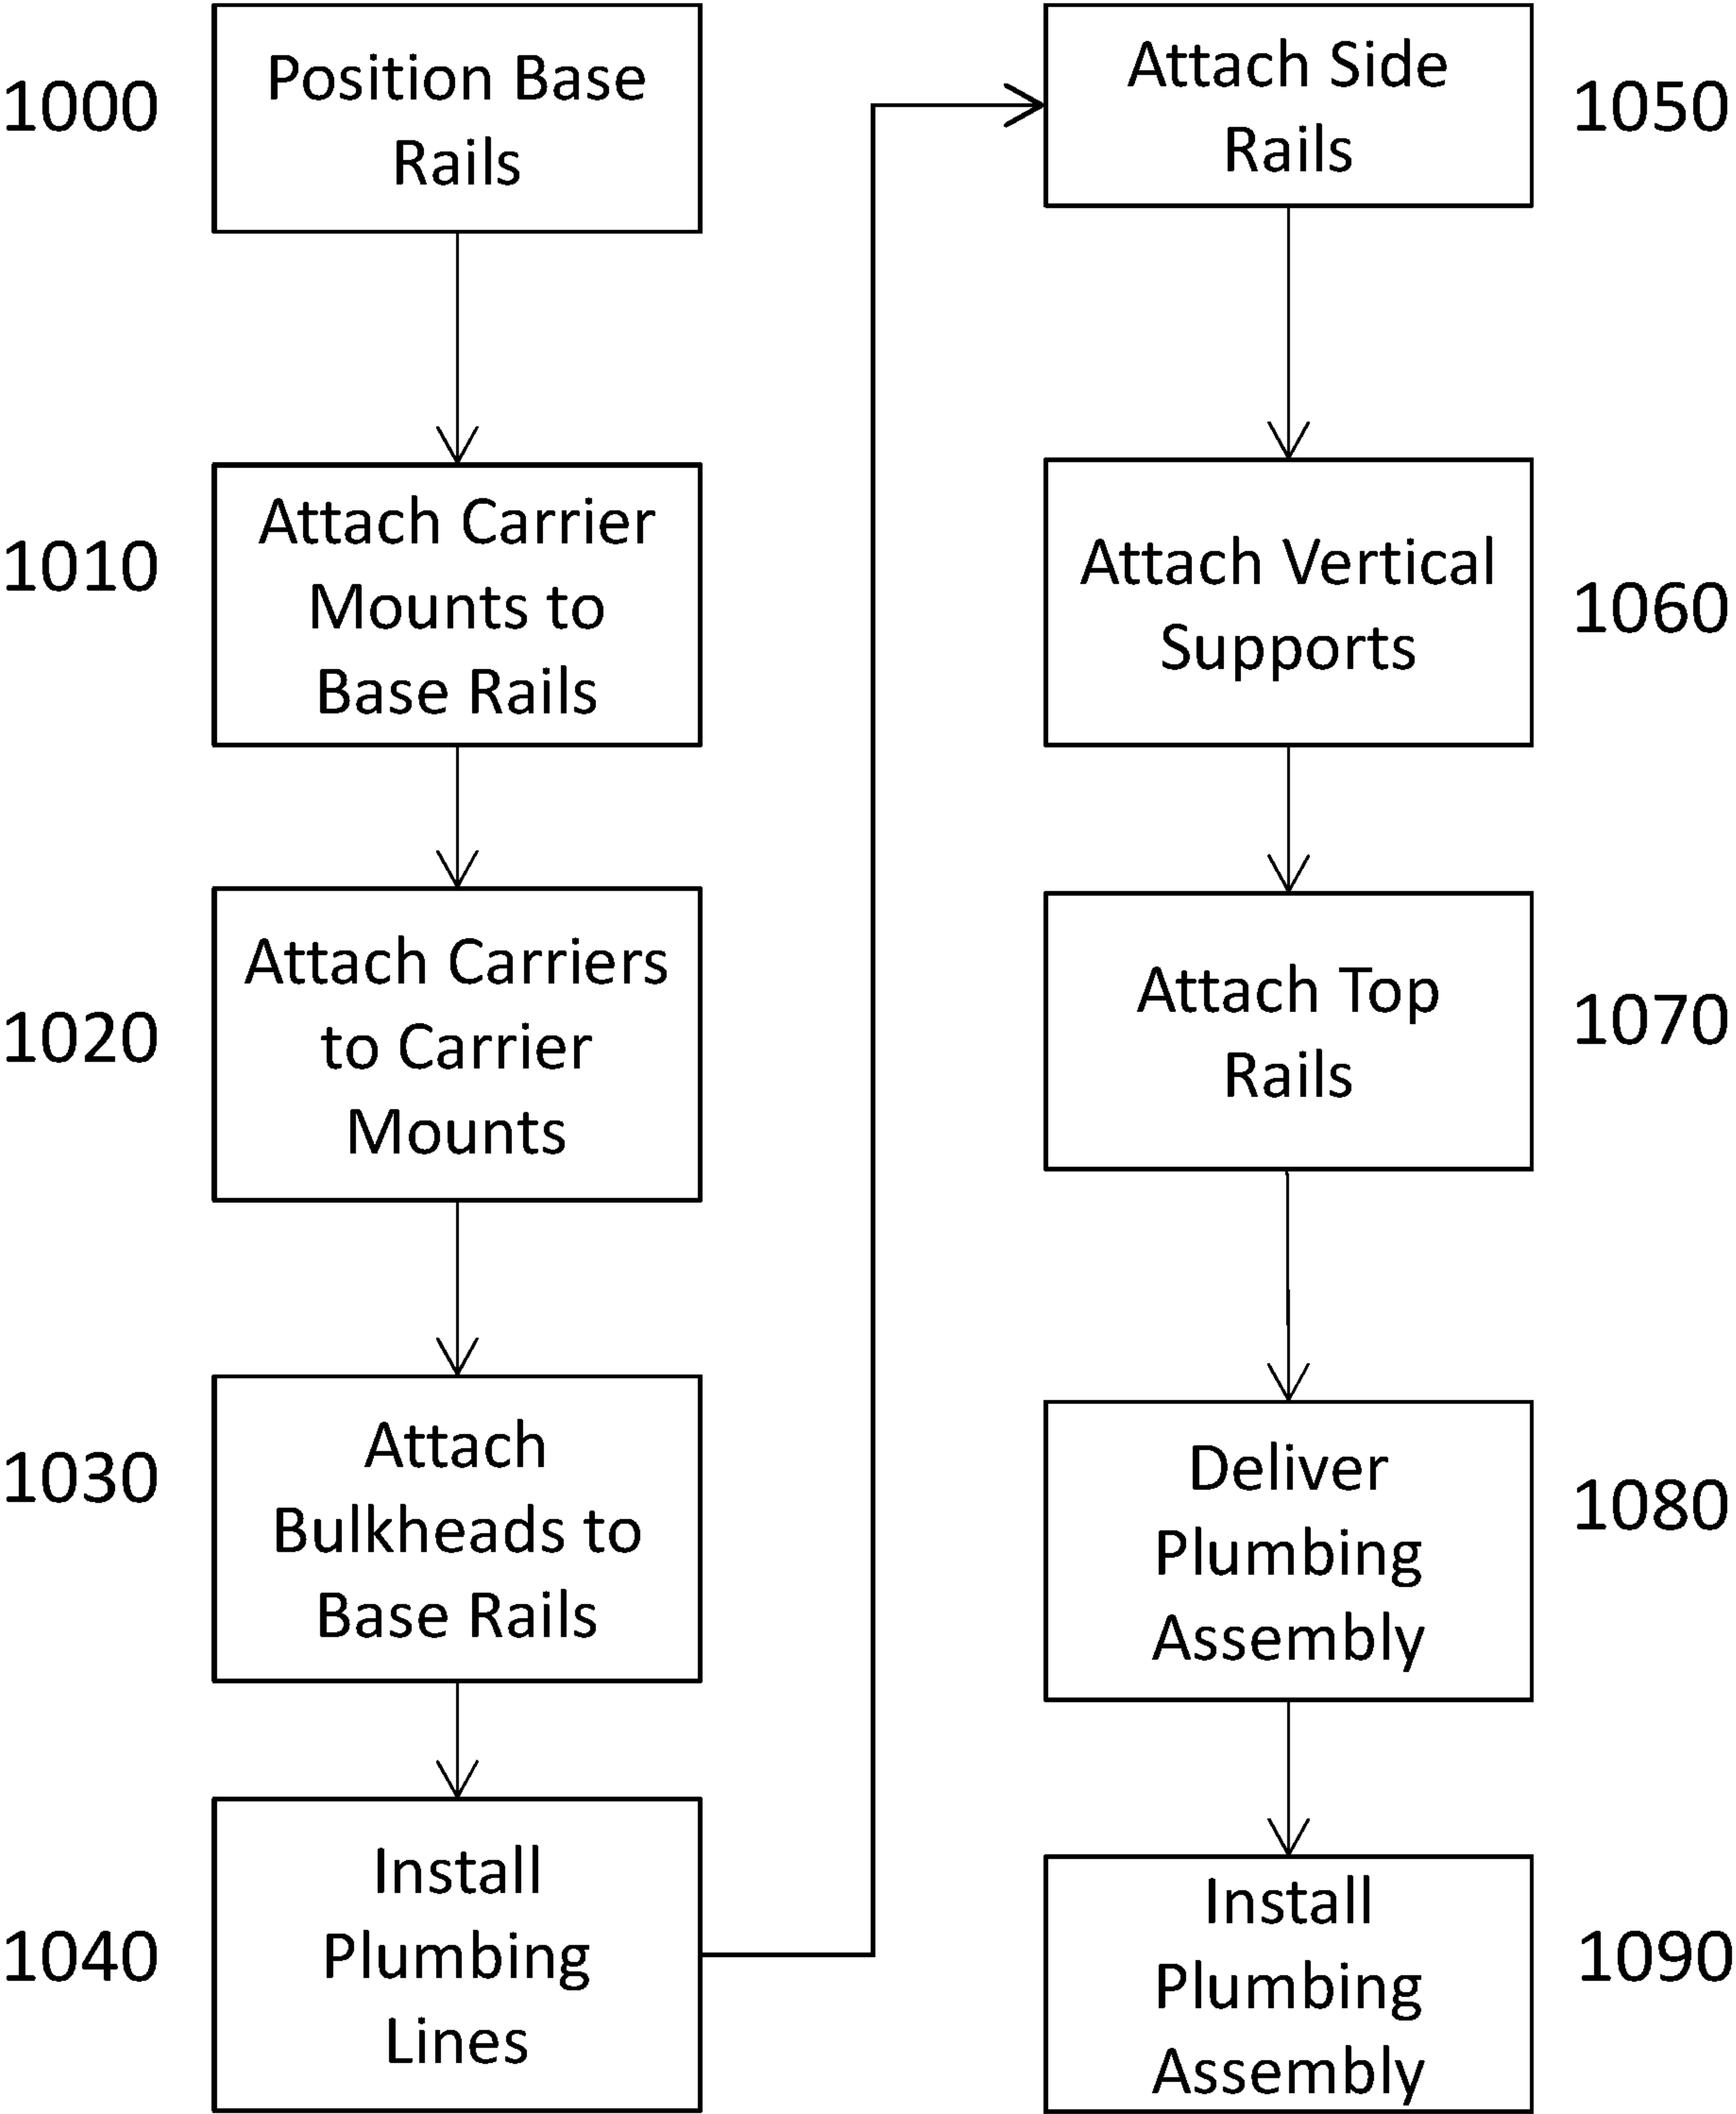 1000
Position Base
Rails
1010
Attach Carrier
Mounts to
Base Rails
1020
Attach Carriers
to Carrier
Mounts
1030
Attach
Bulkheads to
Base Rails
1040
Install
Plumbing
Lines
Attach Side
Rails
1050
Attach Vertical
Supports
1060
Attach Top
Rails
1070
Deliver
Plumbing
Assembly
1080
Install
Plumbing
Assembly
1090